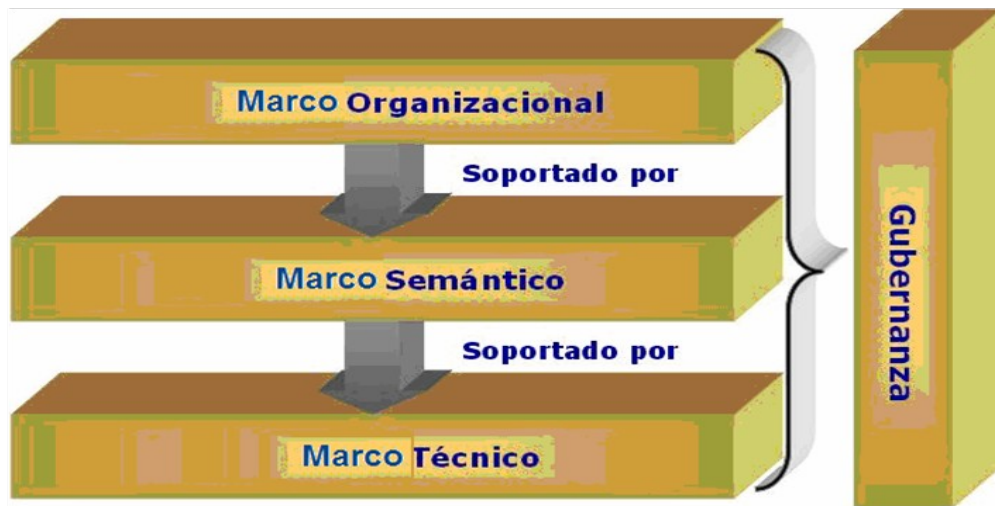 Marco Organizacional
Soportado por
Marco Semántico
Soportado por
Marco Técnico
Gubernanza